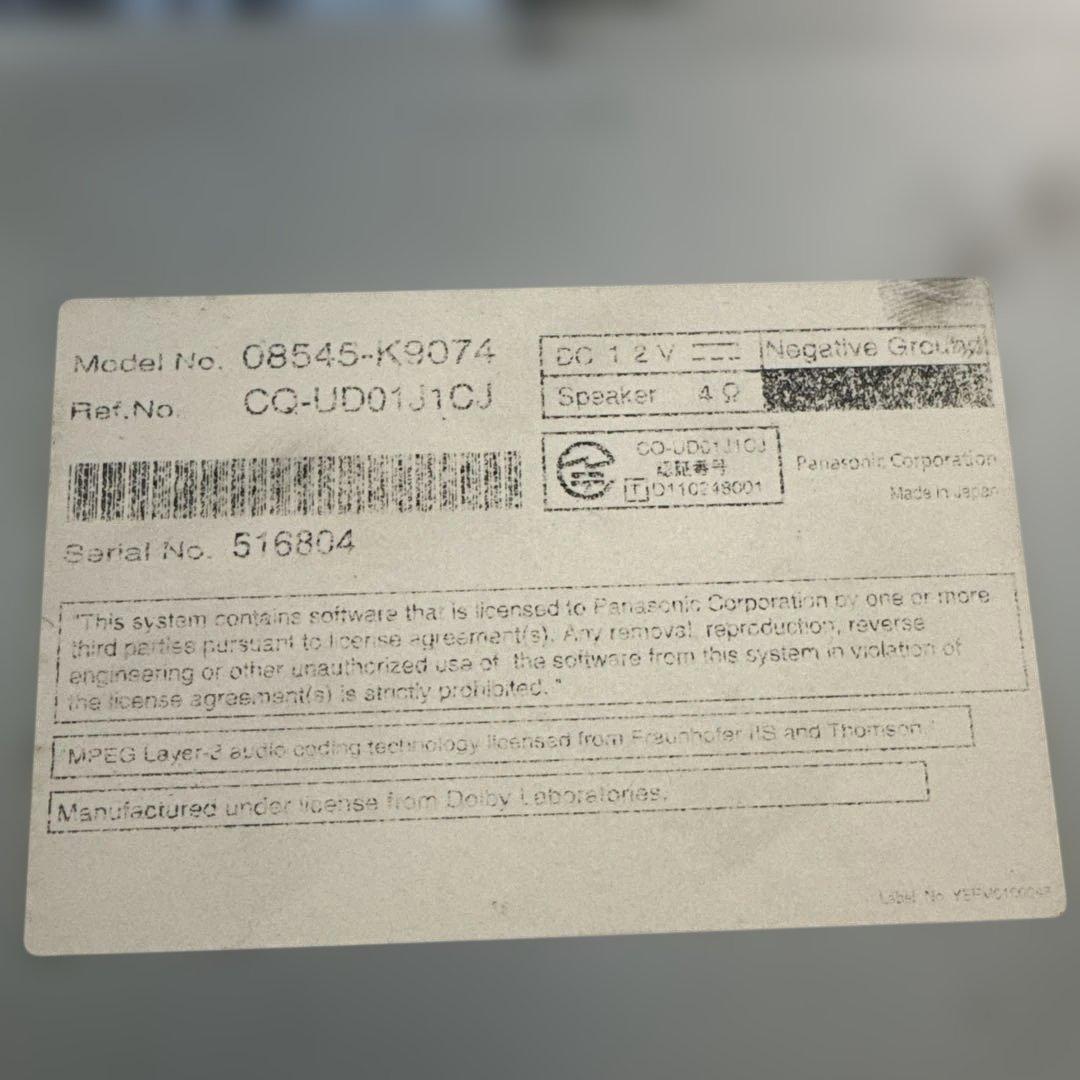 Model No. 08545-K9074
Ref.No. CQ-UD01J1CJ
DC 12V Negative Ground
Speaker 4Ω
CQ-UD01J1CJ
認証番号
T D110248001
Panasonic Corporation
Made in Japan
Serial No. 516804
"This system contains software that is licensed to Panasonic Corporation by one or more
third parties pursuant to license agreement(s). Any removal, reproduction, reverse
engineering or other unauthorized use of the software from this system in violation of
the license agreement(s) is strictly prohibited. "
"MPEG Layer-3 audio coding technology licensed from Fraunhofer IIS and Thomson."
Manufactured under license from Dolby Laboratories.
Label No.